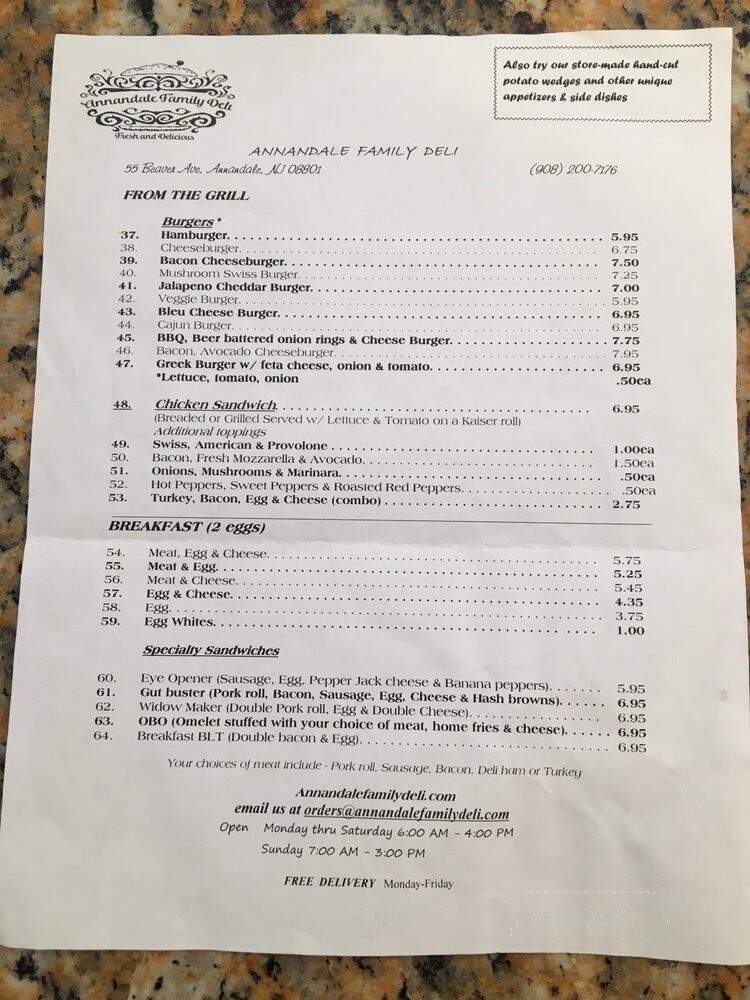 Annandale Family Deli
Fresh and Delicious
Also try our store-made hand-cut
potato wedges and other unique
appetizers & side dishes
ANNANDALE FAMILY DELI
55 Beaver Ave, Annandale, NJ 08801 (908) 200-7176
FROM THE GRILL
Burgers *
37. Hamburger. 5.95
38. Cheeseburger. 6.75
39. Bacon Cheeseburger. 7.50
40. Mushroom Swiss Burger. 7.25
41. Jalapeno Cheddar Burger. 7.00
42. Veggie Burger. 5.95
43. Bleu Cheese Burger. 6.95
44. Cajun Burger. 6.95
45. BBQ, Beer battered onion rings & Cheese Burger. 7.75
46. Bacon, Avocado Cheeseburger. 7.95
47. Greek Burger w/ feta cheese, onion & tomato. 6.95
*Lettuce, tomato, onion .50ea
48. Chicken Sandwich. 6.95
(Breaded or Grilled Served w/ Lettuce & Tomato on a Kaiser roll)
Additional toppings
49. Swiss, American & Provolone . 1.00ea
50. Bacon, Fresh Mozzarella & Avocado. 1.50ea
51. Onions, Mushrooms & Marinara. .50ea
52. Hot Peppers, Sweet Peppers & Roasted Red Peppers. .50ea
53. Turkey, Bacon, Egg & Cheese (combo) . 2.75
BREAKFAST (2 eggs)
54. Meat, Egg & Cheese. 5.75
55. Meat & Egg. 5.25
56. Meat & Cheese. 5.45
57. Egg & Cheese. 4.35
58. Egg. 3.75
59. Egg Whites. 1.00
Specialty Sandwiches
60. Eye Opener (Sausage, Egg, Pepper Jack cheese & Banana peppers). 5.95
61. Gut buster (Pork roll, Bacon, Sausage, Egg, Cheese & Hash browns). 6.95
62. Widow Maker (Double Pork roll, Egg & Double Cheese). 6.95
63. OBO (Omelet stuffed with your choice of meat, home fries & cheese). 6.95
64. Breakfast BLT (Double bacon & Egg). 6.95
Your choices of meat include - Pork roll, Sausage, Bacon, Deli ham or Turkey
Annandalefamilydeli.com
email us at orders@annandalefamilydeli.com
Open Monday thru Saturday 6:00 AM - 4:00 PM
Sunday 7:00 AM - 3:00 PM
FREE DELIVERY Monday-Friday